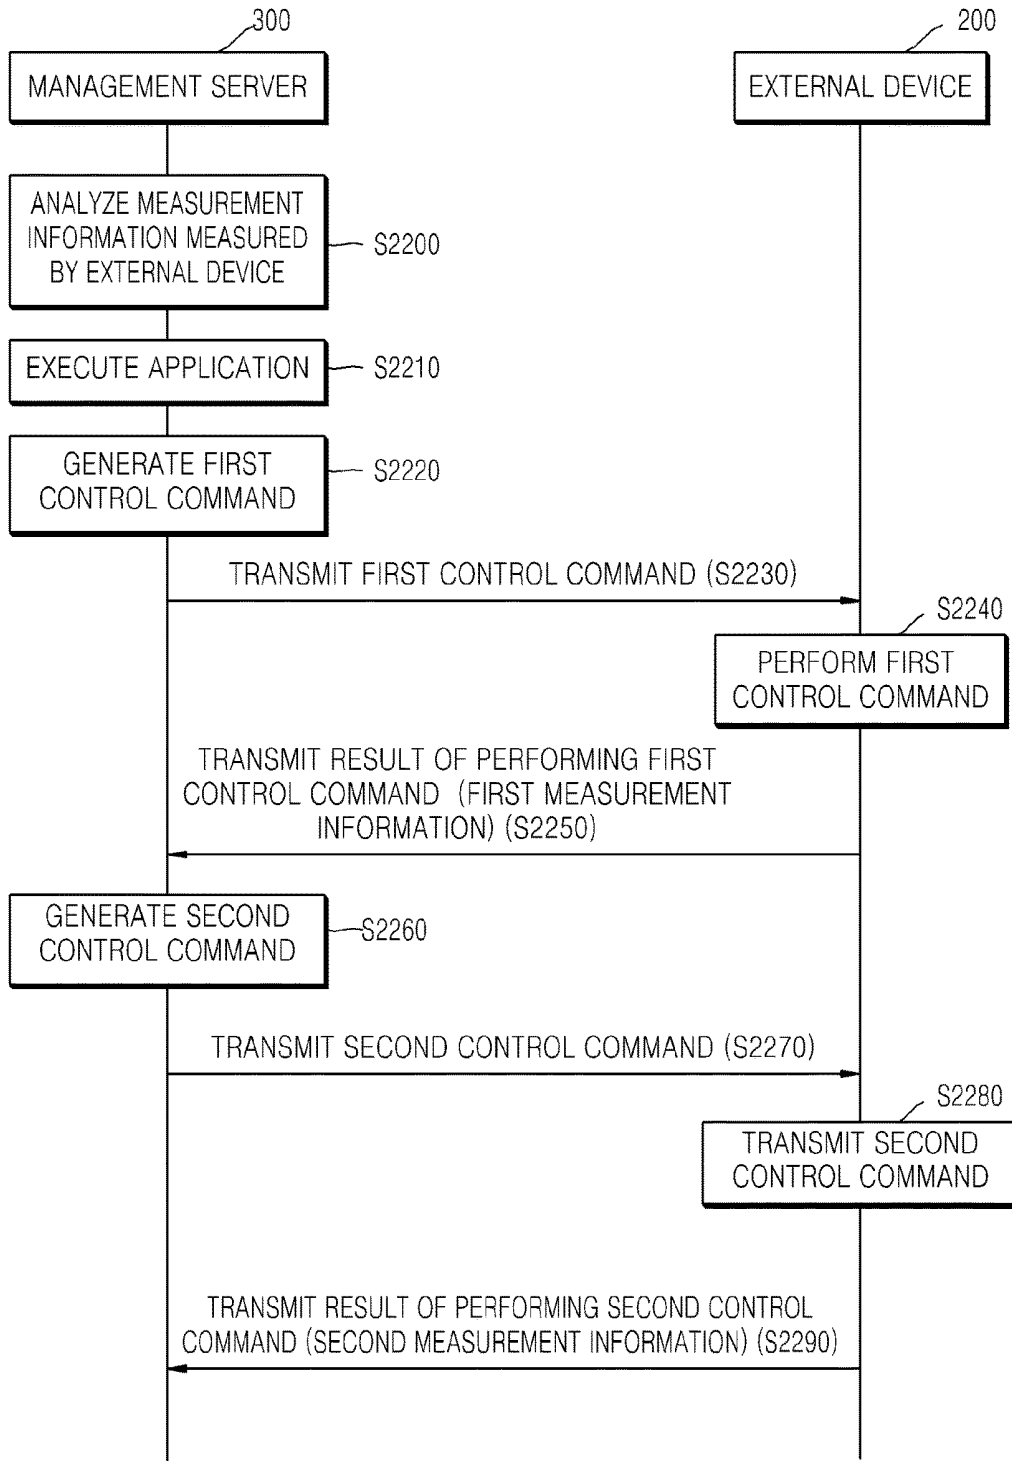 300
200
MANAGEMENT SERVER
EXTERNAL DEVICE
ANALYZE MEASUREMENT
INFORMATION MEASURED
BY EXTERNAL DEVICE
S2200
EXECUTE APPLICATION
S2210
GENERATE FIRST
CONTROL COMMAND
S2220
TRANSMIT FIRST CONTROL COMMAND (S2230)
S2240
PERFORM FIRST
CONTROL COMMAND
TRANSMIT RESULT OF PERFORMING FIRST
CONTROL COMMAND (FIRST MEASUREMENT
INFORMATION) (S2250)
GENERATE SECOND
CONTROL COMMAND
S2260
TRANSMIT SECOND CONTROL COMMAND (S2270)
S2280
TRANSMIT SECOND
CONTROL COMMAND
TRANSMIT RESULT OF PERFORMING SECOND CONTROL
COMMAND (SECOND MEASUREMENT INFORMATION) (S2290)